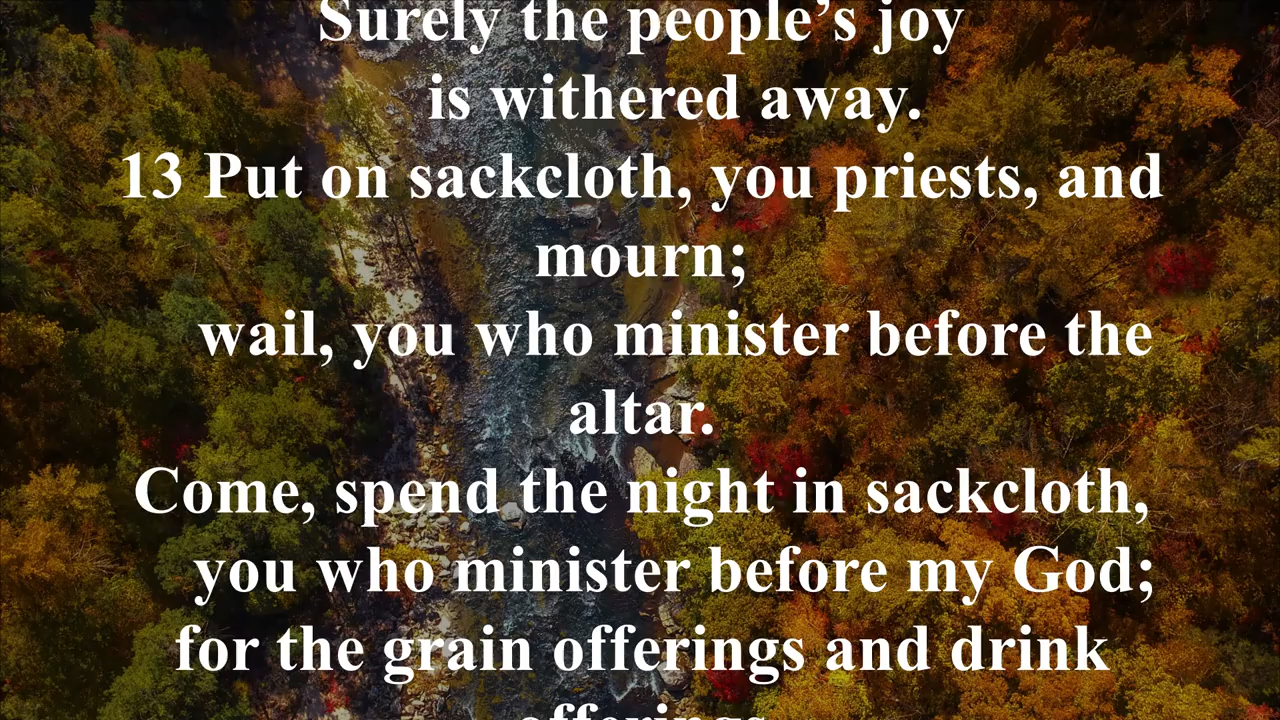 Surely the people’s joy
is withered away.
13 Put on sackcloth, you priests, and
mourn;
wail, you who minister before the
altar.
Come, spend the night in sackcloth,
you who minister before my God;
for the grain offerings and drink
offerings